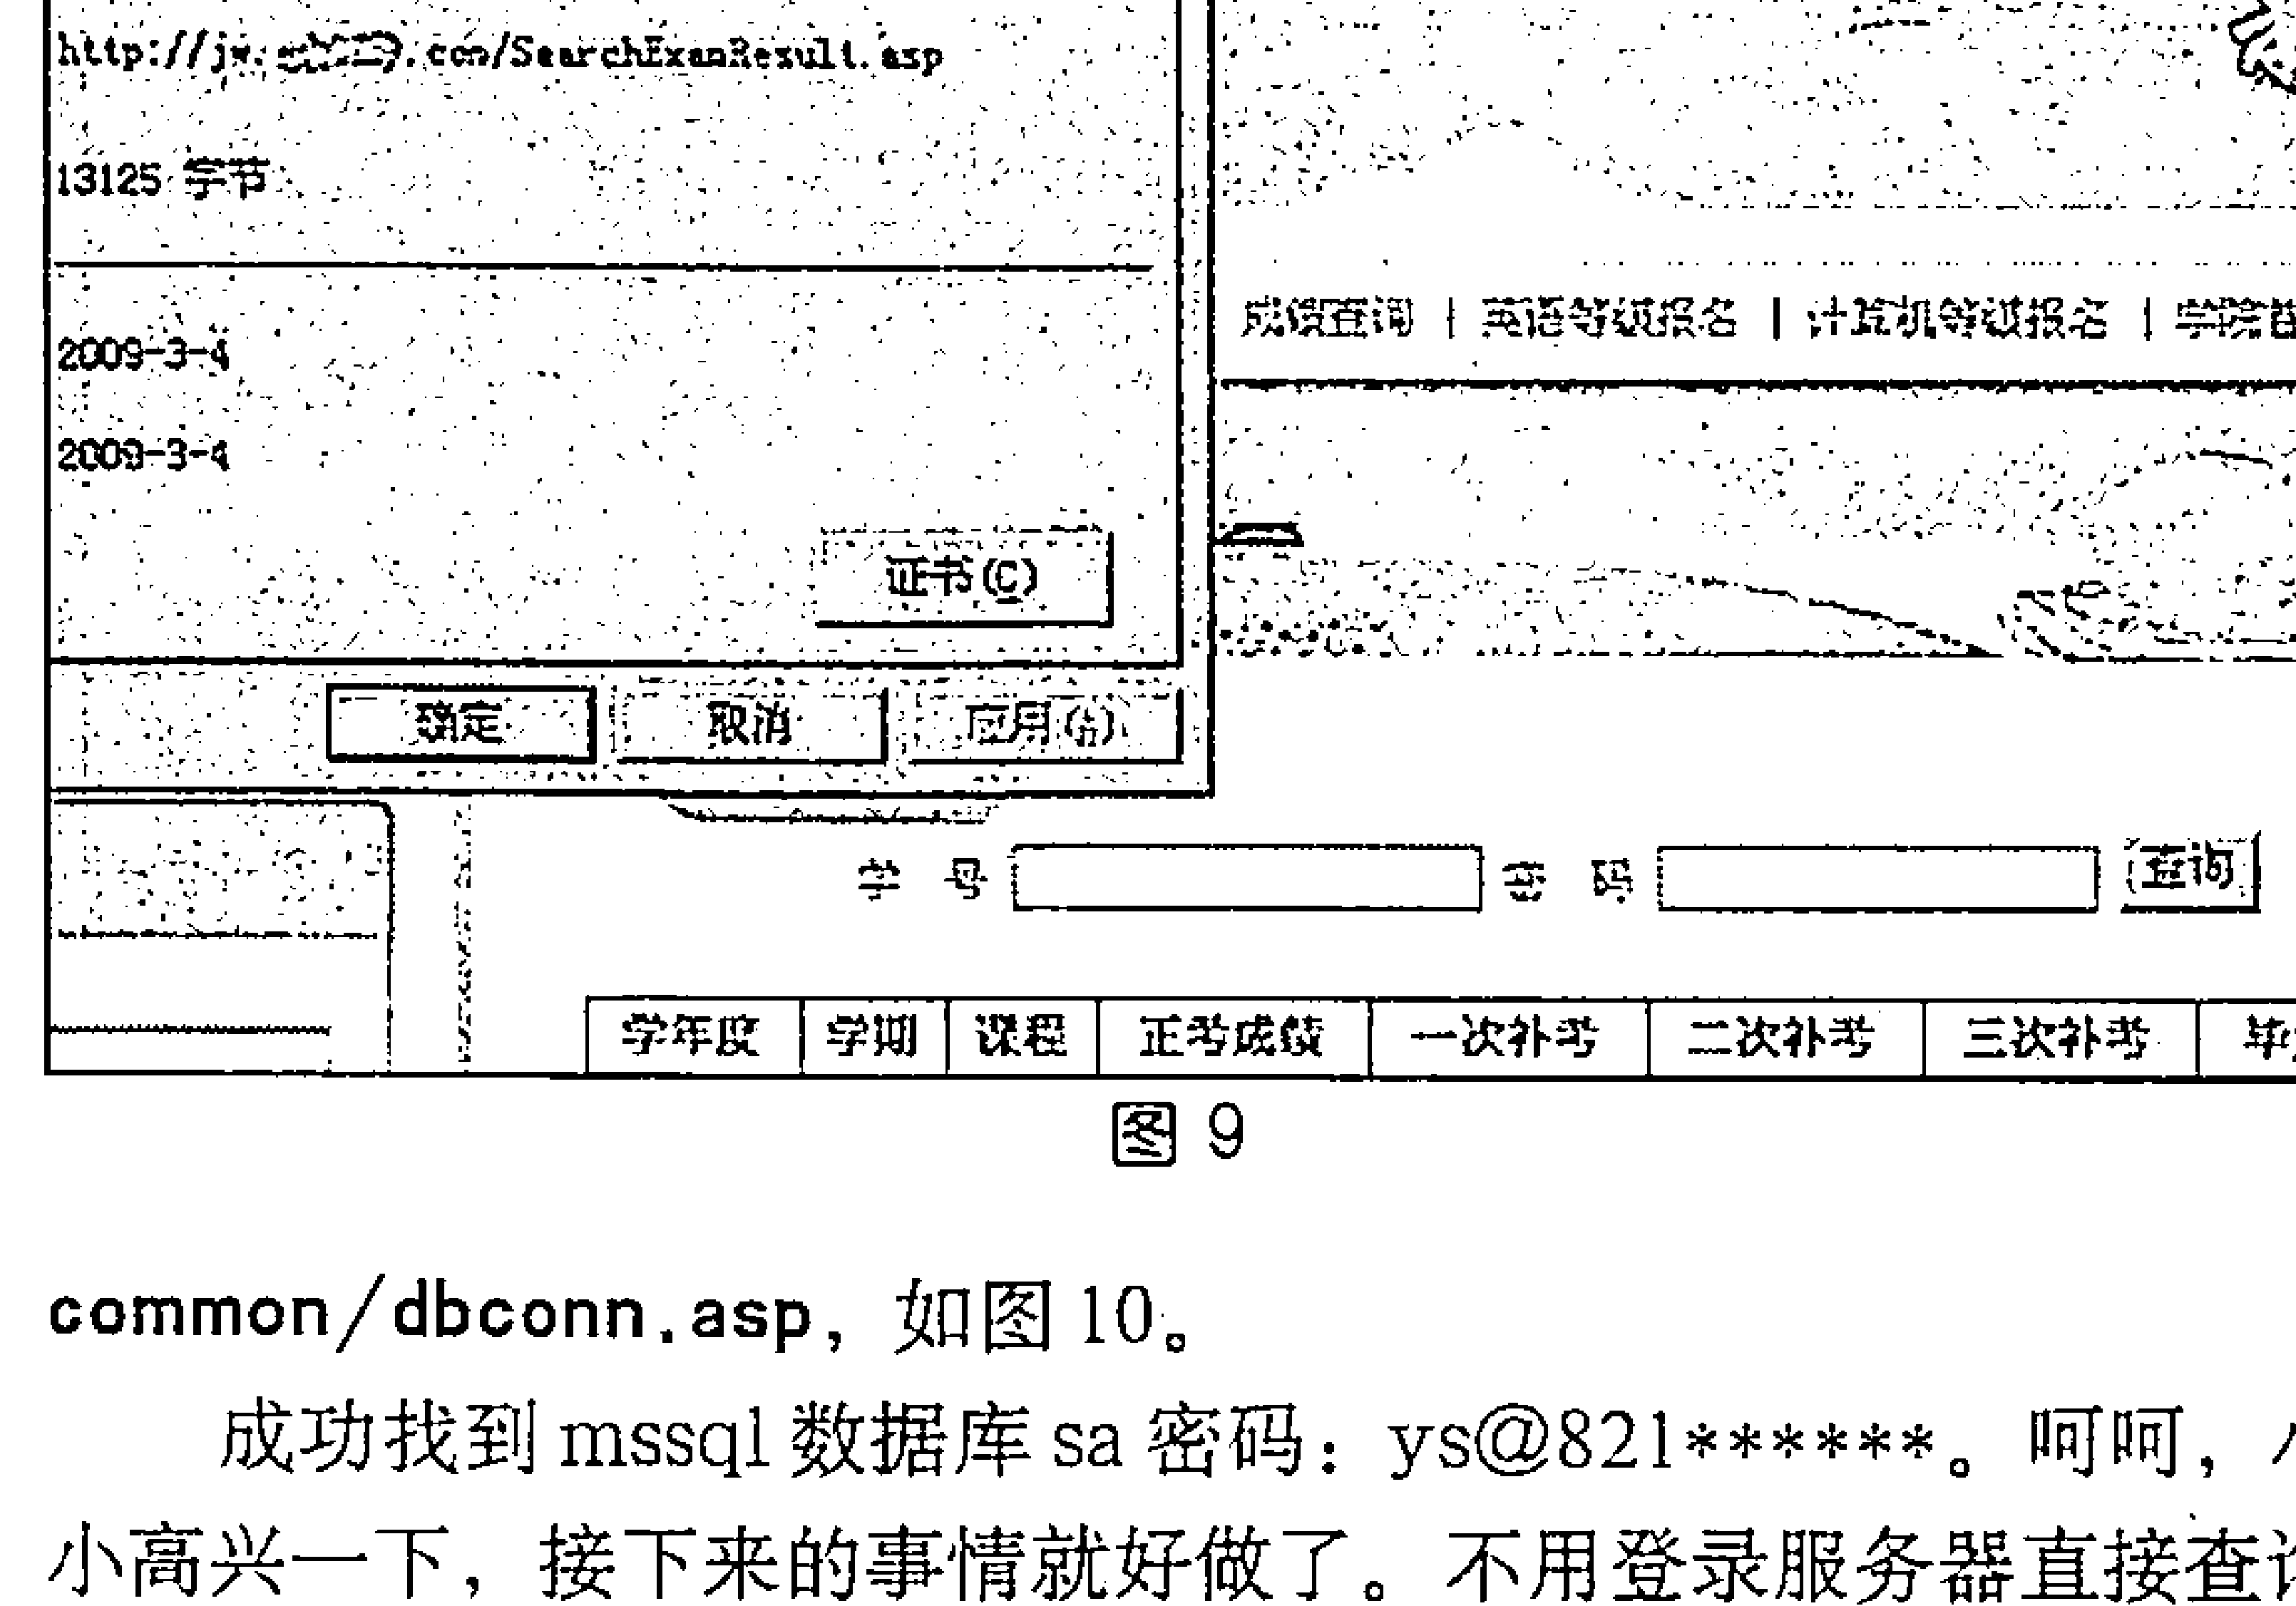 .com/SearchExamResult.asp
13125 字节
成绩查询 | 英语等级报名 | 计算机等级报名 | 学院
2009-3-4
2009-3-4
证书(C)
确定 取消 应用(A)
学 号 密 码 查询
学年度 学期 课程 正考成绩 一次补考 二次补考 三次补考
图 9
common/dbconn.asp，如图 10。
成功找到 mssql 数据库 sa 密码：ys@821******。呵呵，
小高兴一下，接下来的事情就好做了。不用登录服务器直接查